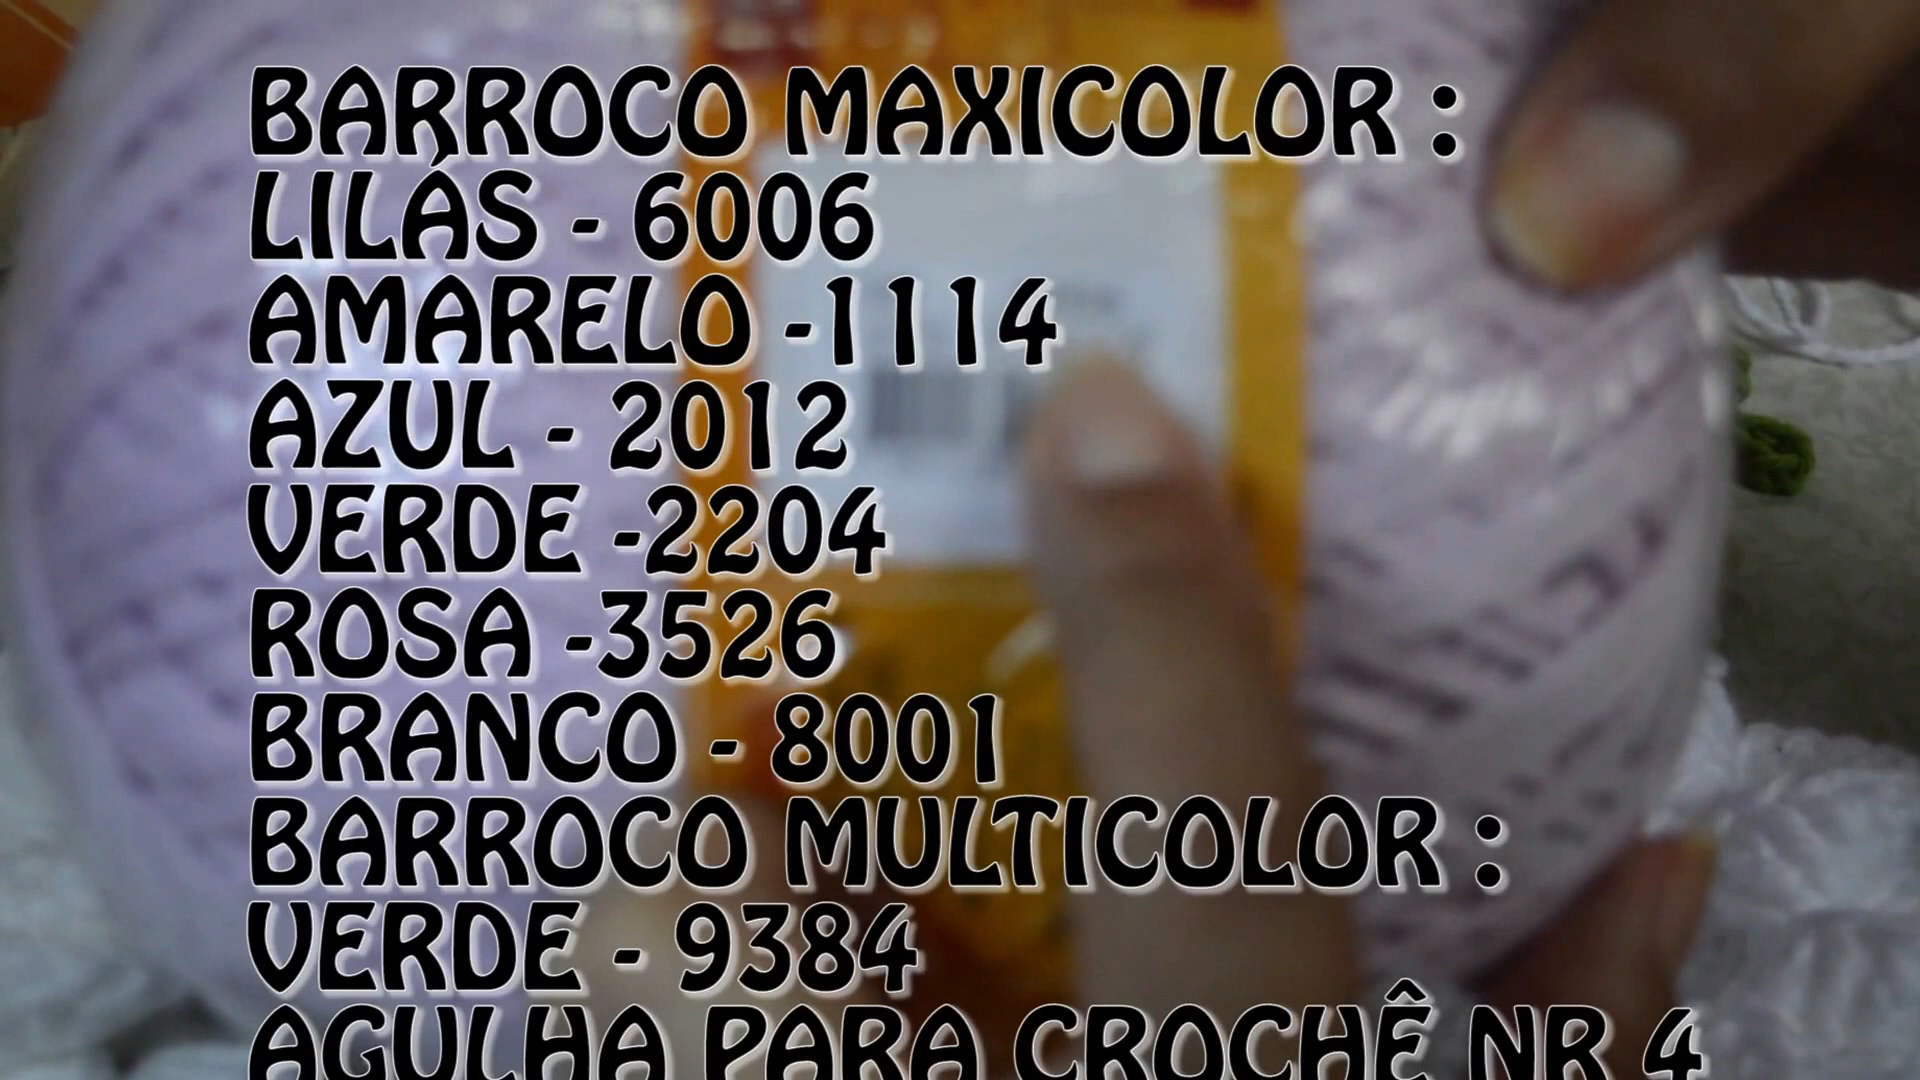 BARROCO MAXICOLOR :
LILÁS - 6006
AMARELO -1114
AZUL - 2012
VERDE -2204
ROSA -3526
BRANCO - 8001
BARROCO MULTICOLOR :
VERDE - 9384
AGULHA PARA CROCHÊ NR 4